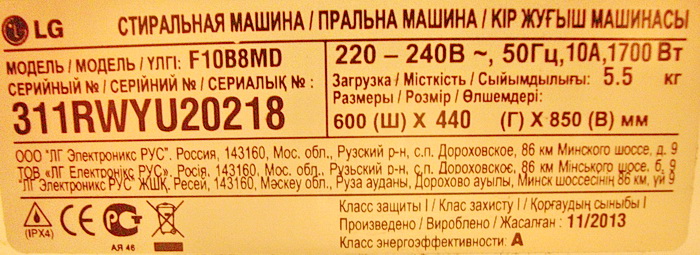 LG СТИРАЛЬНАЯ МАШИНА / ПРАЛЬНА МАШИНА / КІР ЖУҒЫШ МАШИНАСЫ
МОДЕЛЬ / МОДЕЛЬ / ҮЛГІ: F10B8MD
СЕРИЙНЫЙ № / СЕРІЙНИЙ № / СЕРИАЛЫҚ № :
311RWYU20218
220 – 240В ~, 50Гц,10А,1700 Вт
Загрузка / Місткість / Сыйымдылығы: 5.5 кг
Размеры / Розмір / Өлшемдері:
600 (Ш) X 440 (Г) X 850 (В) мм
ООО "ЛГ Электроникс РУС". Россия, 143160, Мос. обл., Рузский р-н, с.п. Дороховское, 86 км Минского шоссе, д. 9
ТОВ «ЛГ Електронікс РУС». Росія, 143160, Мос. обл., Рузьский р-н, с.п. Дороховське, 86 км Мінського шосе, б. 9
"ЛГ Электроникс РУС" ЖШҚ. Ресей, 143160, Мәскеу обл., Руза ауданы, Дорохово ауылы, Минск шоссесінің 86 км, үй 9
(IPX4)
CE
АЯ 46
Класс защиты I / Клас захисту I / Қорғаудың сыныбы I
Произведено / Вироблено / Жасалған : 11/2013
Класс энергоэффективности: А